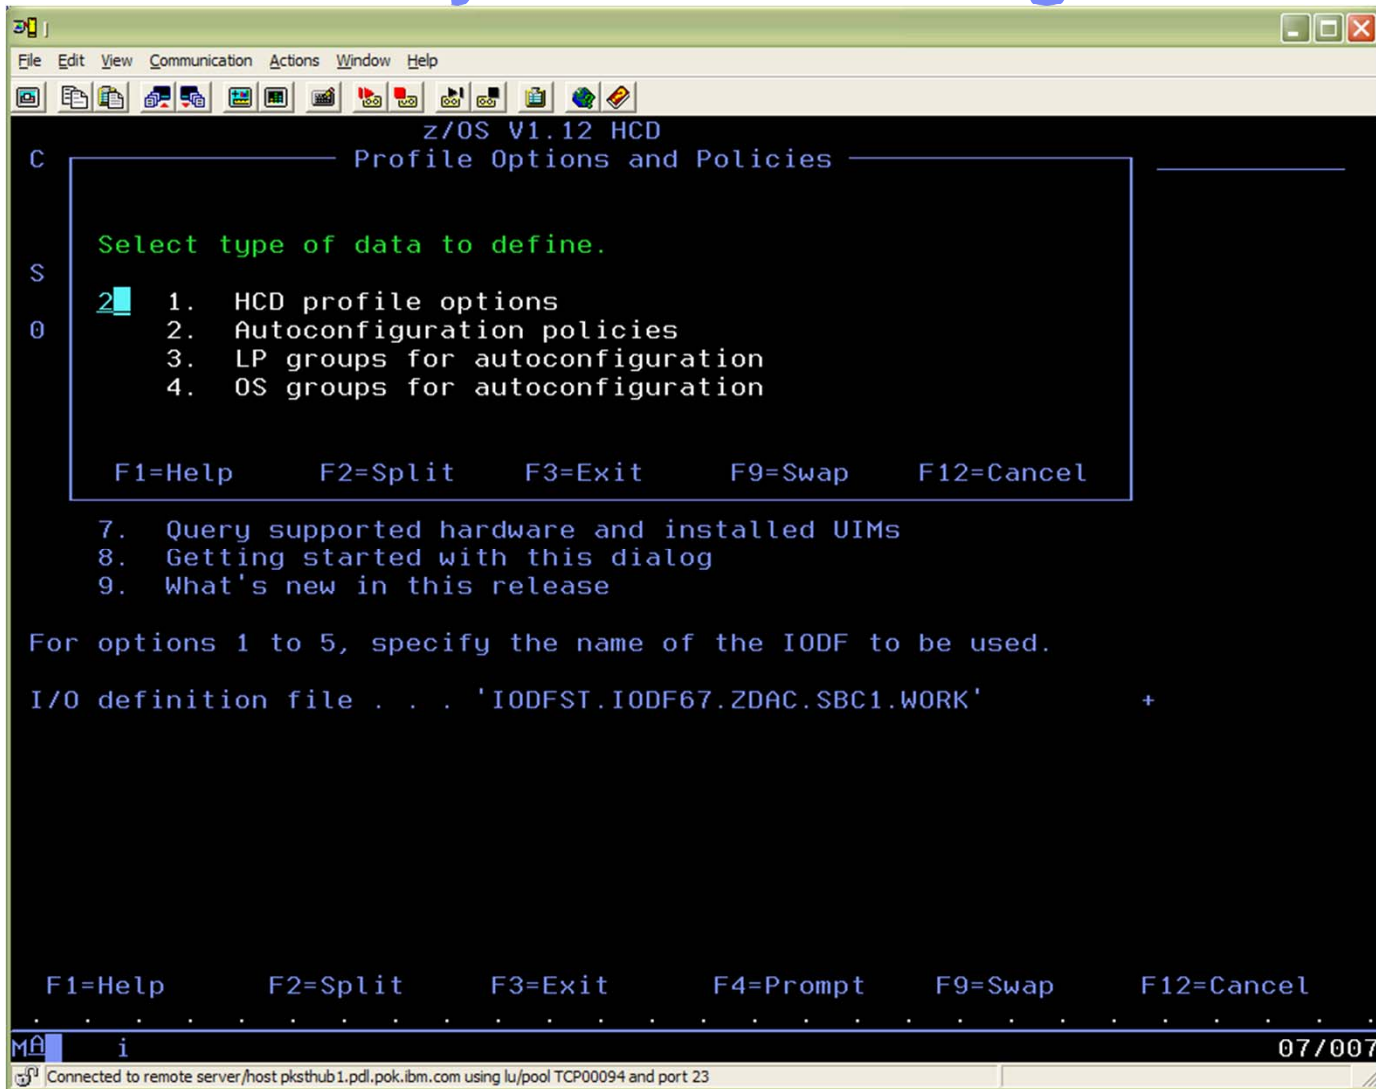 File Edit View Communication Actions Window Help
z/OS V1.12 HCD
C Profile Options and Policies
Select type of data to define.
S
2 1. HCD profile options
0 2. Autoconfiguration policies
3. LP groups for autoconfiguration
4. OS groups for autoconfiguration
F1=Help F2=Split F3=Exit F9=Swap F12=Cancel
7. Query supported hardware and installed UIMs
8. Getting started with this dialog
9. What's new in this release
For options 1 to 5, specify the name of the IODF to be used.
I/O definition file . . . 'IODFST.IODF67.ZDAC.SBC1.WORK' +
F1=Help F2=Split F3=Exit F4=Prompt F9=Swap F12=Cancel
MA i 07/007
Connected to remote server/host pksthub1.pdl.pok.ibm.com using lu/pool TCP00094 and port 23